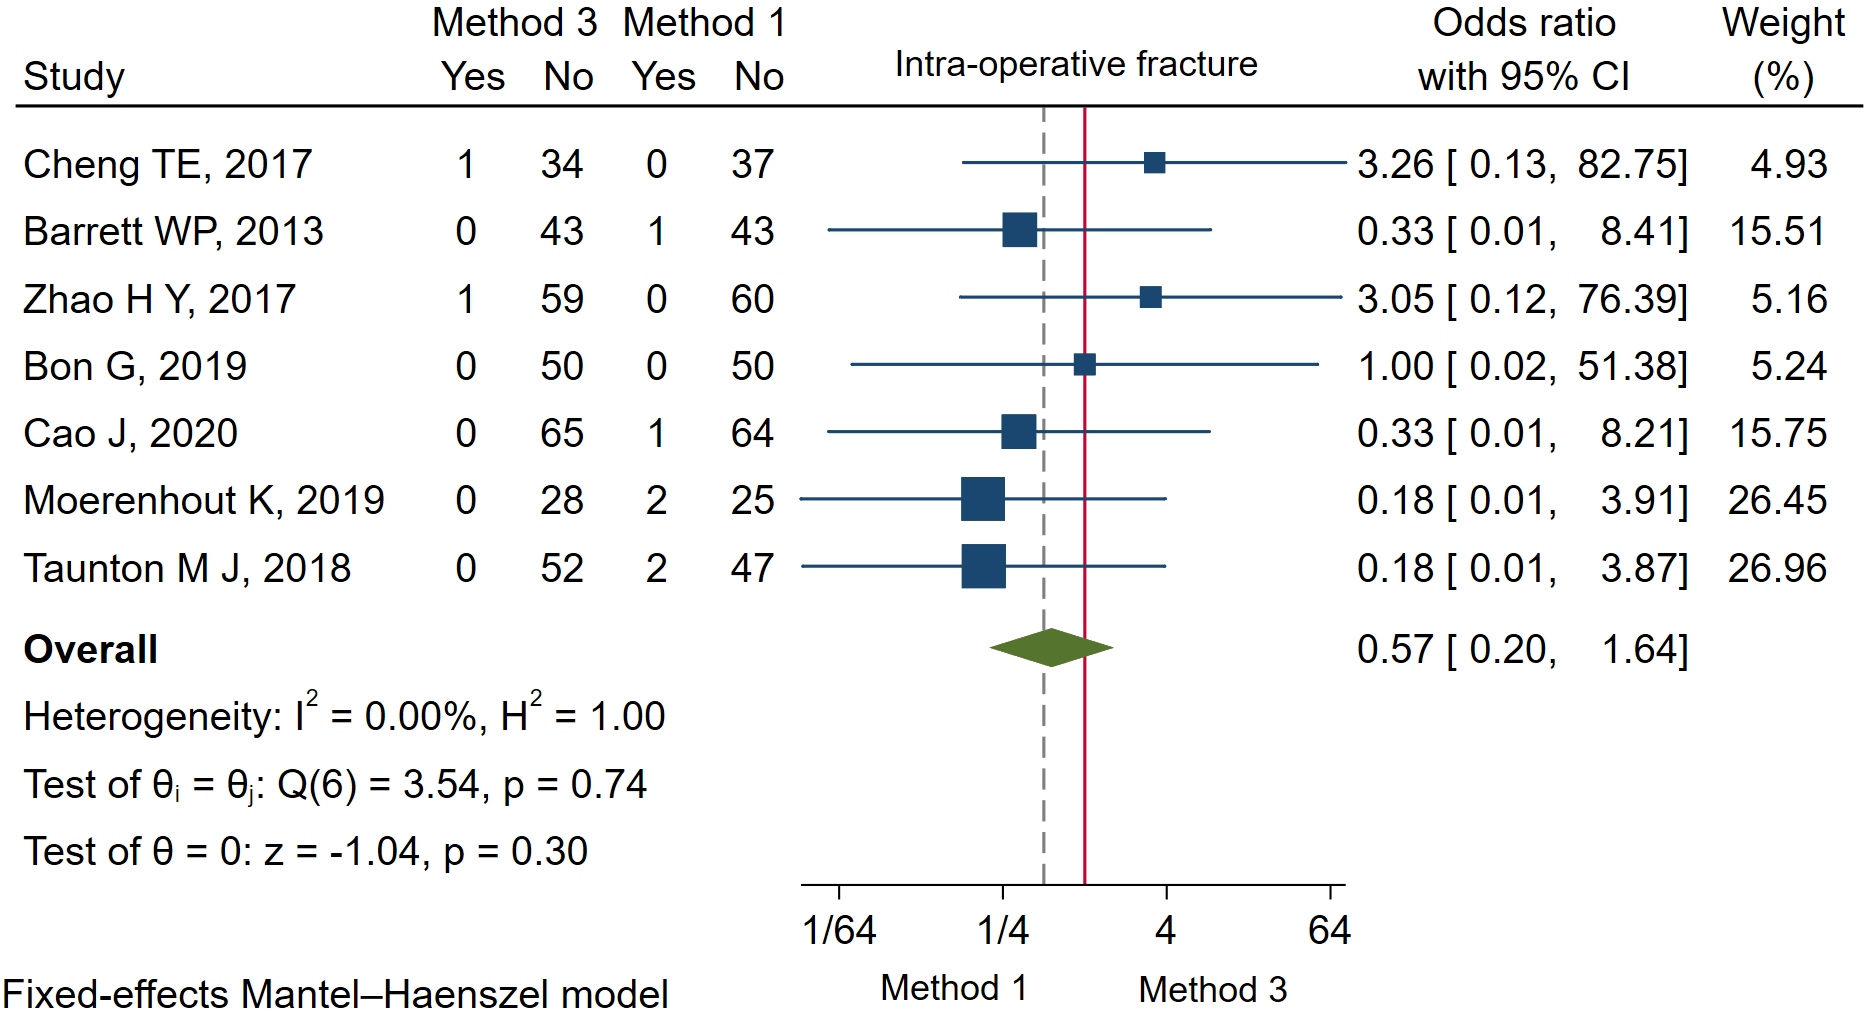 Method 3 Method 1 Odds ratio Weight
Study Yes No Yes No Intra-operative fracture with 95% CI (%)
Cheng TE, 2017 1 34 0 37 3.26 [ 0.13, 82.75] 4.93
Barrett WP, 2013 0 43 1 43 0.33 [ 0.01, 8.41] 15.51
Zhao H Y, 2017 1 59 0 60 3.05 [ 0.12, 76.39] 5.16
Bon G, 2019 0 50 0 50 1.00 [ 0.02, 51.38] 5.24
Cao J, 2020 0 65 1 64 0.33 [ 0.01, 8.21] 15.75
Moerenhout K, 2019 0 28 2 25 0.18 [ 0.01, 3.91] 26.45
Taunton M J, 2018 0 52 2 47 0.18 [ 0.01, 3.87] 26.96
Overall 0.57 [ 0.20, 1.64]
Heterogeneity: I² = 0.00%, H² = 1.00
Test of θᵢ = θⱼ: Q(6) = 3.54, p = 0.74
Test of θ = 0: z = -1.04, p = 0.30
1/64 1/4 4 64
Method 1 Method 3
Fixed-effects Mantel–Haenszel model